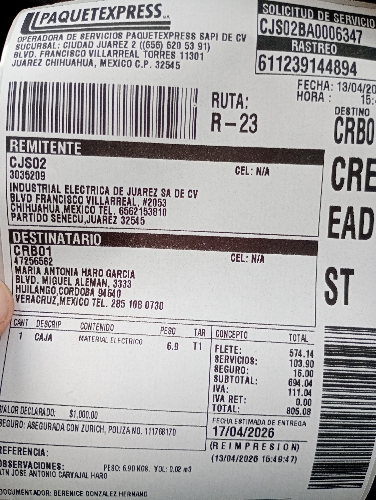 PAQUETEXPRESS
OPERADORA DE SERVICIOS PAQUETEXPRESS SAPI DE CV
SUCURSAL: CIUDAD JUAREZ 2 ((656) 620 53 91)
BLVD. FRANCISCO VILLARREAL TORRES 11301
JUAREZ CHIHUAHUA, MEXICO C.P. 32545
SOLICITUD DE SERVICIO
CJS02BA0006347
RASTREO
611239144894
FECHA: 13/04/20
HORA : 15:4
RUTA:
R-23
DESTINO
CRB0
CRE
EAD
ST
REMITENTE
CJS02
3035209
CEL: N/A
INDUSTRIAL ELECTRICA DE JUAREZ SA DE CV
BLVD FRANCISCO VILLARREAL, #2053
CHIHUAHUA,MEXICO TEL. 6562153810
PARTIDO SENECU,JUAREZ 32545
DESTINATARIO
CRB01
47256562
CEL: N/A
MARIA ANTONIA HARO GARCIA
BLVD. MIGUEL ALEMAN, 3333
HUILANGO,CORDOBA 94640
VERACRUZ,MEXICO TEL. 285 106 0730
CANT DESCRIP CONTENIDO PESO TAR CONCEPTO TOTAL
1 CAJA MATERIAL ELECTRICO 6.9 T1
FLETE: 574.14
SERVICIOS: 103.90
SEGURO: 16.00
SUBTOTAL: 694.04
IVA: 111.04
IVA RET: 0.00
TOTAL: 805.08
VALOR DECLARADO: $1,000.00
SEGURO: ASEGURADA CON ZURICH, POLIZA NO. 111768170
FECHA ESTIMADA DE ENTREGA
17/04/2026
(REIMPRESION)
(13/04/2026 15:49:47)
REFERENCIA:
OBSERVACIONES: PESO: 6.90 KGS. VOL: 0.02 m3
ATN JOSE ANTONIO CARVAJAL HARO
DOCUMENTADOR: BERENICE GONZALEZ HERNAND